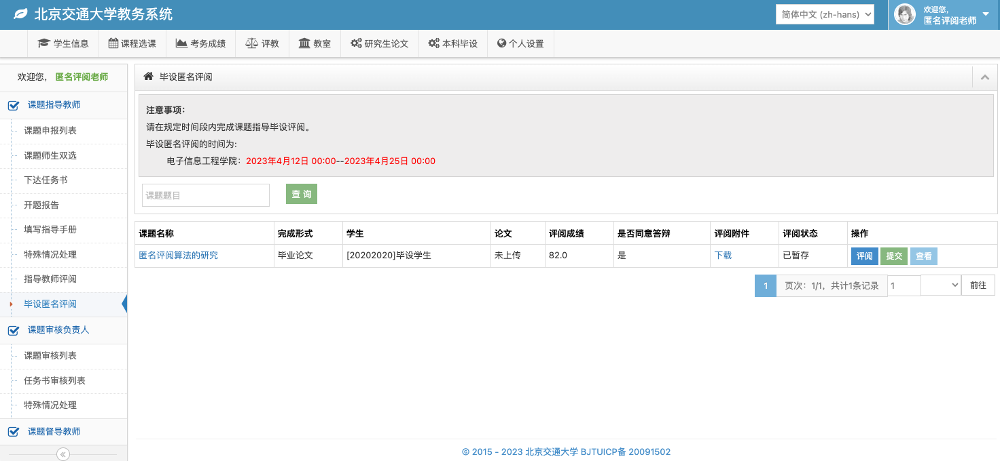 北京交通大学教务系统
简体中文 (zh-hans)
欢迎您,
匿名评阅老师
学生信息 课程选课 考务成绩 评教 教室 研究生论文 本科毕设 个人设置
欢迎您, 匿名评阅老师
课题指导教师
课题申报列表
课题师生双选
下达任务书
开题报告
填写指导手册
特殊情况处理
指导教师评阅
毕设匿名评阅
课题审核负责人
课题审核列表
任务书审核列表
特殊情况处理
课题督导教师
毕设匿名评阅
注意事项:
请在规定时间段内完成课题指导毕设评阅。
毕设匿名评阅的时间为:
电子信息工程学院: 2023年4月12日 00:00--2023年4月25日 00:00
课题题目 查 询
课题名称 完成形式 学生 论文 评阅成绩 是否同意答辩 评阅附件 评阅状态 操作
匿名评阅算法的研究 毕业论文 [20202020]毕设学生 未上传 82.0 是 下载 已暂存 评阅 提交 查看
1 页次: 1/1, 共计1条记录 1 前往
© 2015 - 2023 北京交通大学 BJTUICP备 20091502